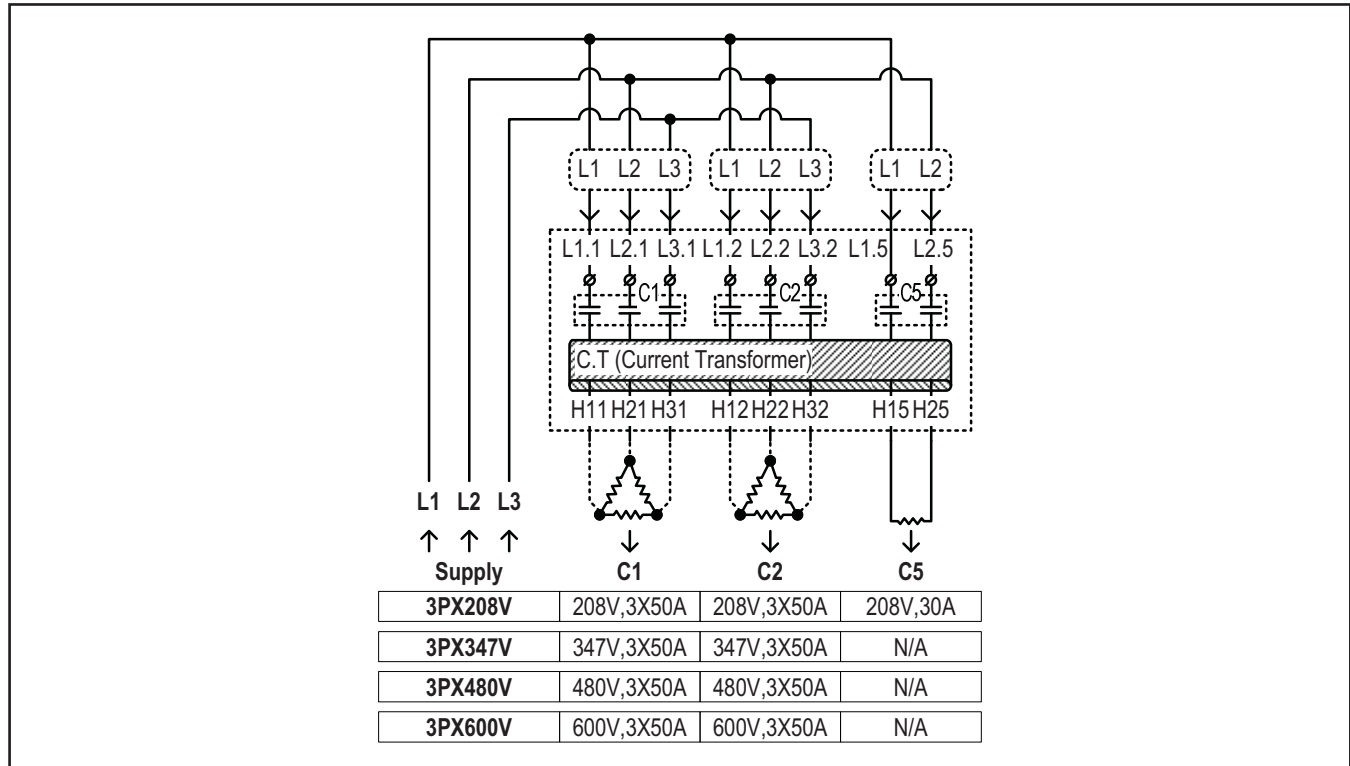 L1 L2 L3 L1 L2 L3 L1 L2
L1.1 L2.1 L3.1 L1.2 L2.2 L3.2 L1.5 L2.5
C1 C2 C5
C.T (Current Transformer)
H11 H21 H31 H12 H22 H32 H15 H25
L1 L2 L3
Supply C1 C2 C5
3PX208V 208V,3X50A 208V,3X50A 208V,30A
3PX347V 347V,3X50A 347V,3X50A N/A
3PX480V 480V,3X50A 480V,3X50A N/A
3PX600V 600V,3X50A 600V,3X50A N/A